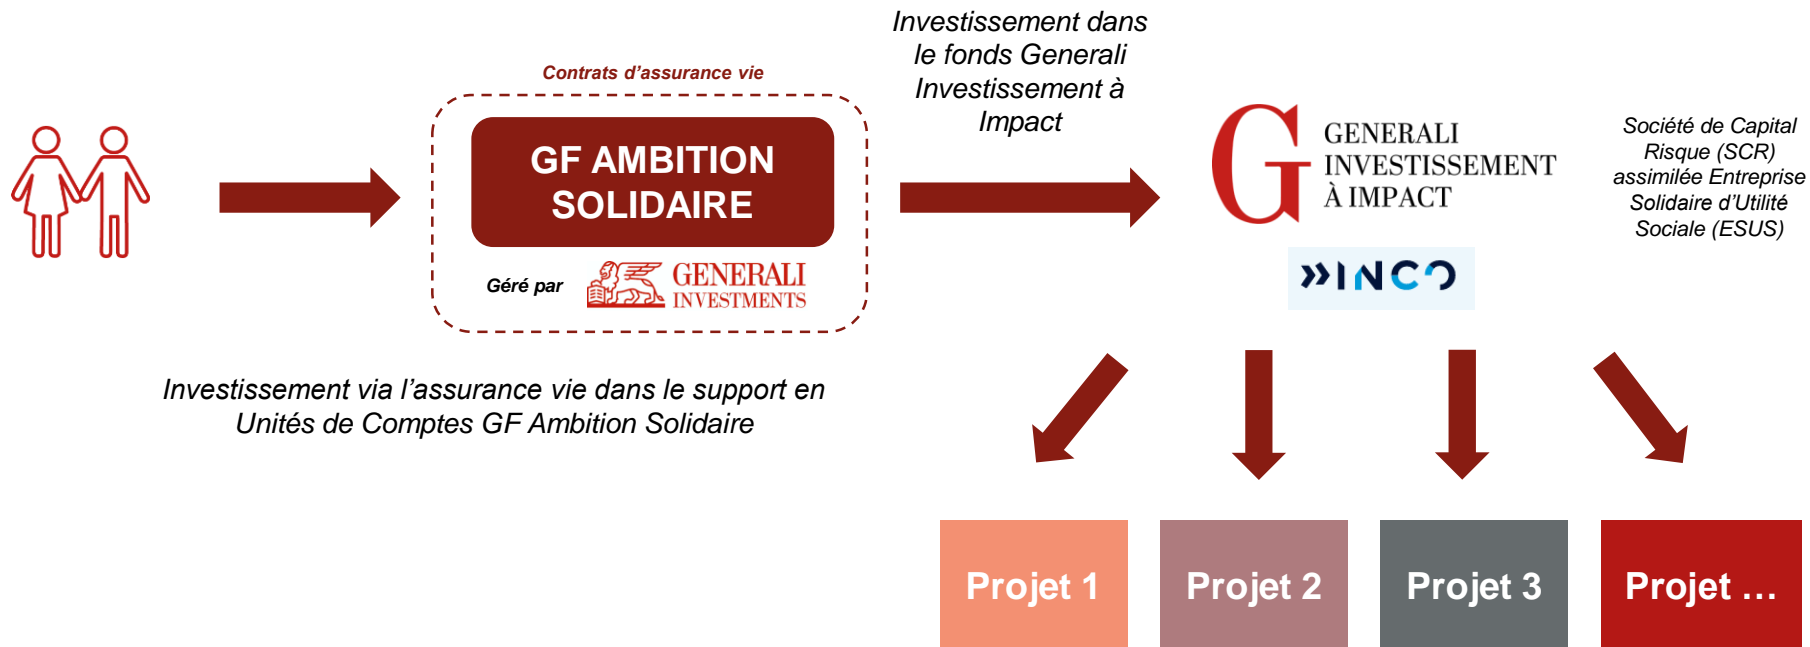 Contrats d'assurance vie
GF AMBITION
SOLIDAIRE
Géré par
GENERALI
INVESTMENTS
Investissement via l'assurance vie dans le support en
Unités de Comptes GF Ambition Solidaire
Investissement dans
le fonds Generali
Investissement à
Impact
G
GENERALI
INVESTISSEMENT
À IMPACT
INCO
Société de Capital
Risque (SCR)
assimilée Entreprise
Solidaire d'Utilité
Sociale (ESUS)
Projet 1
Projet 2
Projet 3
Projet …